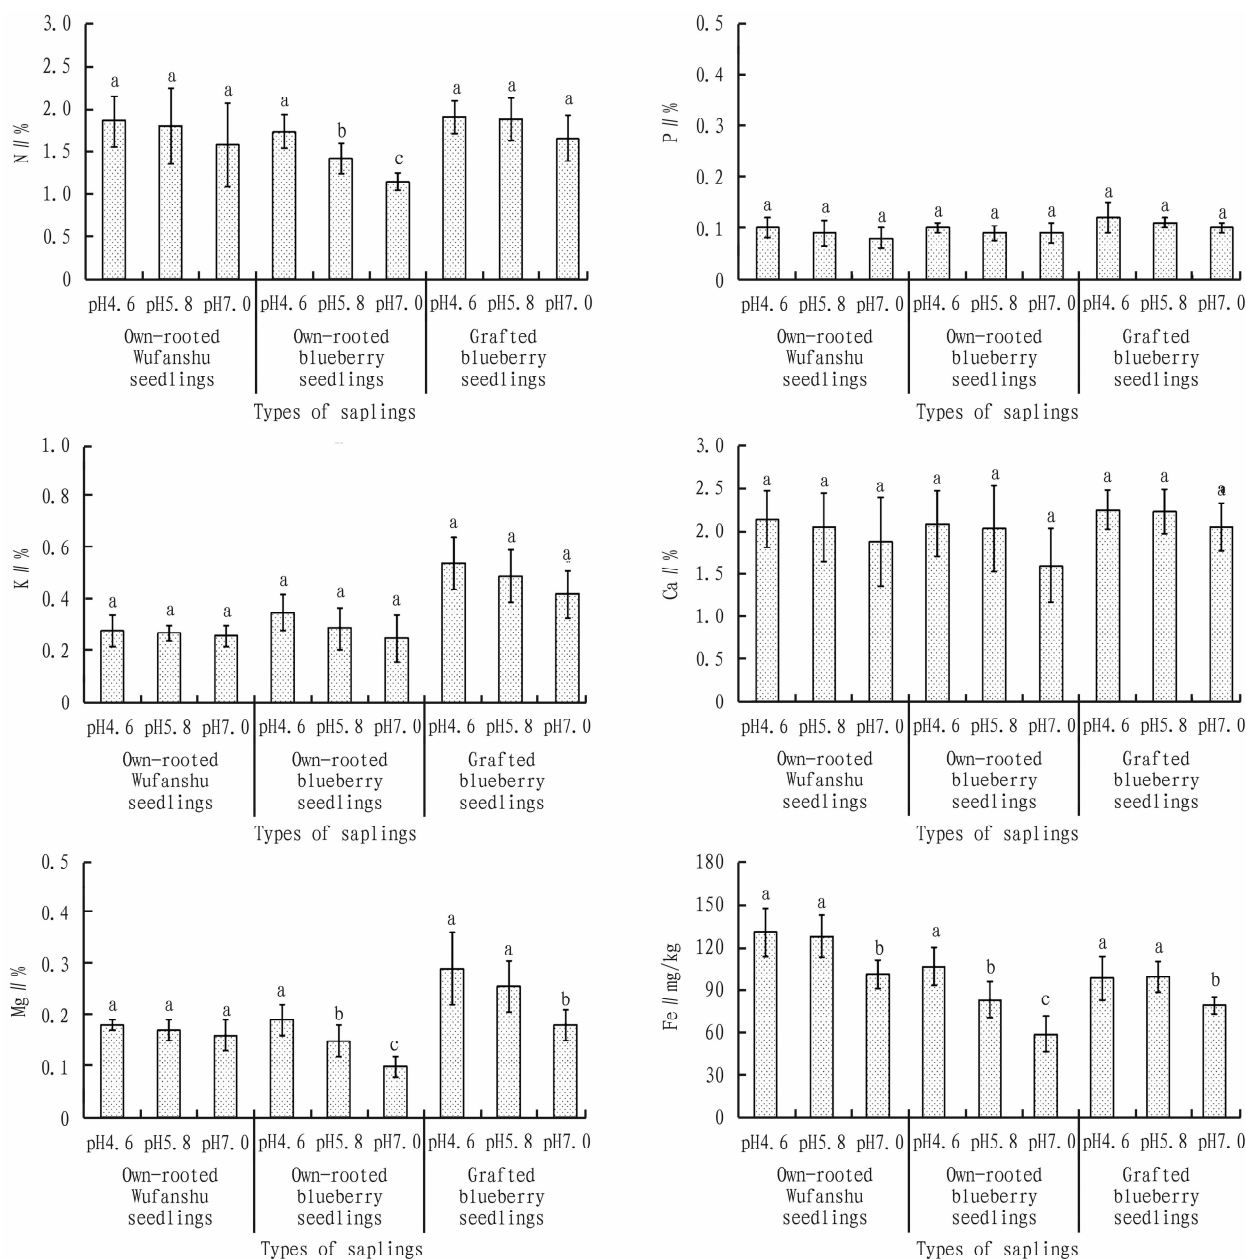 3.0
2.5
2.0
1.5
1.0
0.5
0
N∥%
a
a
a
a
b
c
a
a
a
pH4.6 pH5.8 pH7.0 pH4.6 pH5.8 pH7.0 pH4.6 pH5.8 pH7.0
Own-rooted Own-rooted Grafted
Wufanshu blueberry blueberry
seedlings seedlings seedlings
Types of saplings
0.5
0.4
0.3
0.2
0.1
0
P∥%
a
a
a
a
a
a
a
a
a
pH4.6 pH5.8 pH7.0 pH4.6 pH5.8 pH7.0 pH4.6 pH5.8 pH7.0
Own-rooted Own-rooted Grafted
Wufanshu blueberry blueberry
seedlings seedlings seedlings
Types of saplings
1.0
0.8
0.6
0.4
0.2
0
K∥%
a
a
a
a
a
a
a
a
a
pH4.6 pH5.8 pH7.0 pH4.6 pH5.8 pH7.0 pH4.6 pH5.8 pH7.0
Own-rooted Own-rooted Grafted
Wufanshu blueberry blueberry
seedlings seedlings seedlings
Types of saplings
3.0
2.5
2.0
1.5
1.0
0.5
0
Ca∥%
a
a
a
a
a
a
a
a
a
pH4.6 pH5.8 pH7.0 pH4.6 pH5.8 pH7.0 pH4.6 pH5.8 pH7.0
Own-rooted Own-rooted Grafted
Wufanshu blueberry blueberry
seedlings seedlings seedlings
Types of saplings
0.5
0.4
0.3
0.2
0.1
0
Mg∥%
a
a
a
a
b
c
a
a
b
pH4.6 pH5.8 pH7.0 pH4.6 pH5.8 pH7.0 pH4.6 pH5.8 pH7.0
Own-rooted Own-rooted Grafted
Wufanshu blueberry blueberry
seedlings seedlings seedlings
Types of saplings
180
150
120
90
60
30
0
Fe∥mg/kg
a
a
b
a
b
c
a
a
b
pH4.6 pH5.8 pH7.0 pH4.6 pH5.8 pH7.0 pH4.6 pH5.8 pH7.0
Own-rooted Own-rooted Grafted
Wufanshu blueberry blueberry
seedlings seedlings seedlings
Types of saplings